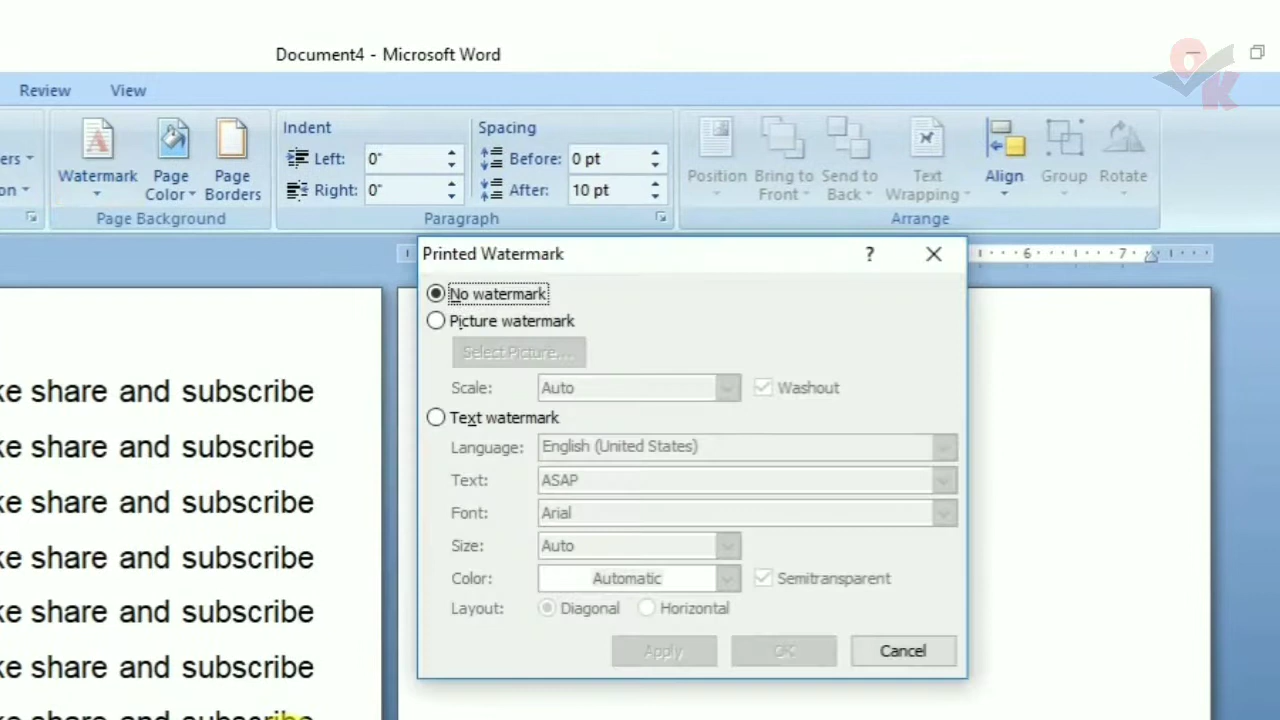 Document4 - Microsoft Word
Review View
Watermark
Page Color
Page Borders
Page Background
Indent
Left: 0"
Right: 0"
Spacing
Before: 0 pt
After: 10 pt
Paragraph
Position
Bring to Front
Send to Back
Text Wrapping
Align
Group
Rotate
Arrange
6 7
Printed Watermark ?
No watermark
Picture watermark
Select Picture...
Scale: Auto Washout
Text watermark
Language: English (United States)
Text: ASAP
Font: Arial
Size: Auto
Color: Automatic Semitransparent
Layout: Diagonal Horizontal
Apply OK Cancel
share and subscribe
share and subscribe
share and subscribe
share and subscribe
share and subscribe
share and subscribe
OK